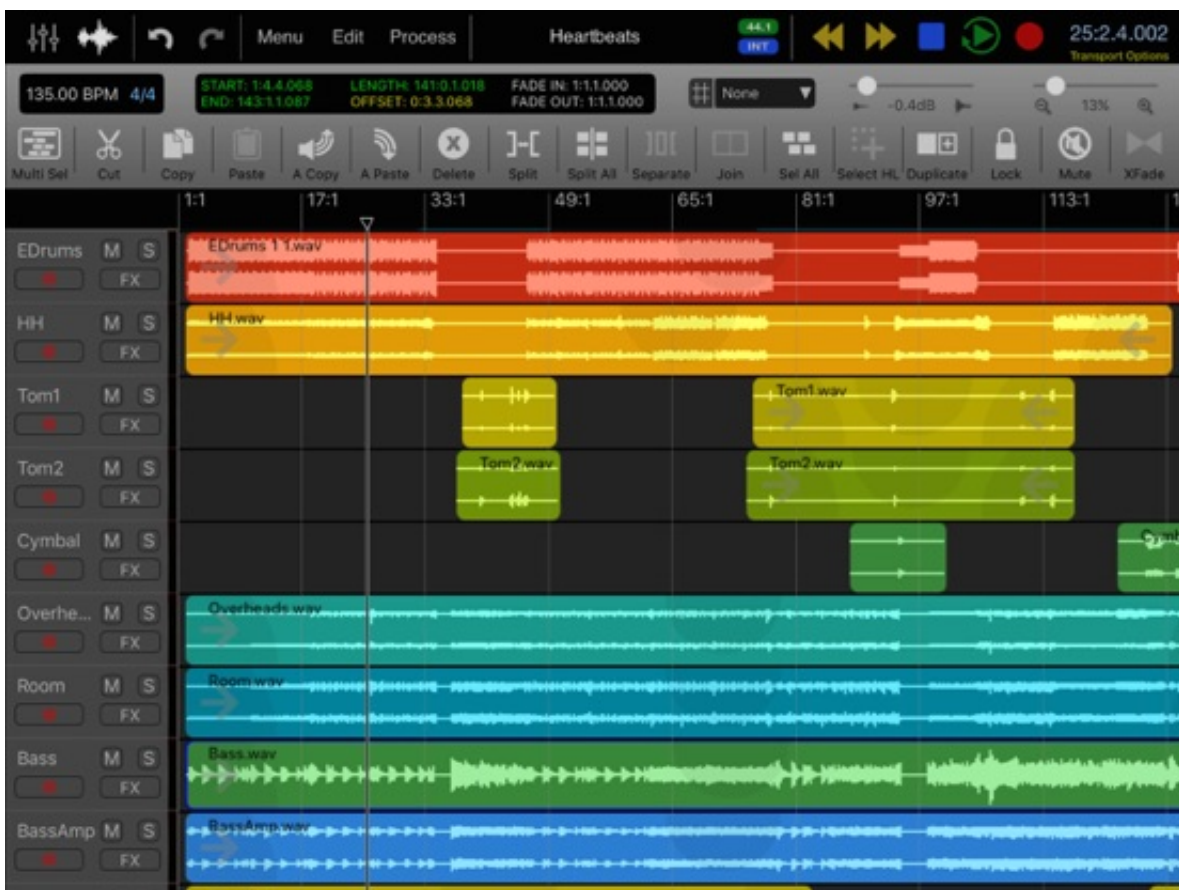 Menu Edit Process Heartbeats 44.1 INT 25:2.4.002
Transport Options
135.00 BPM 4/4
START: 1:4.4.068 LENGTH: 141:0.1.018 FADE IN: 1:1.1.000
END: 143:1.1.087 OFFSET: 0:3.3.068 FADE OUT: 1:1.1.000
None -0.4dB 13%
Multi Sel Cut Copy Paste A Copy A Paste Delete Split Split All Separate Join Sel All Select HL Duplicate Lock Mute XFade
1:1 17:1 33:1 49:1 65:1 81:1 97:1 113:1 1
EDrums M S EDrums 1 1.wav
FX
HH M S HH.wav
FX
Tom1 M S Tom1.wav
FX
Tom2 M S Tom2.wav Tom2.wav
FX
Cymbal M S Cymb
FX
Overhe... M S Overheads.wav
FX
Room M S Room.wav
FX
Bass M S Bass.wav
FX
BassAmp M S BassAmp.wav
FX